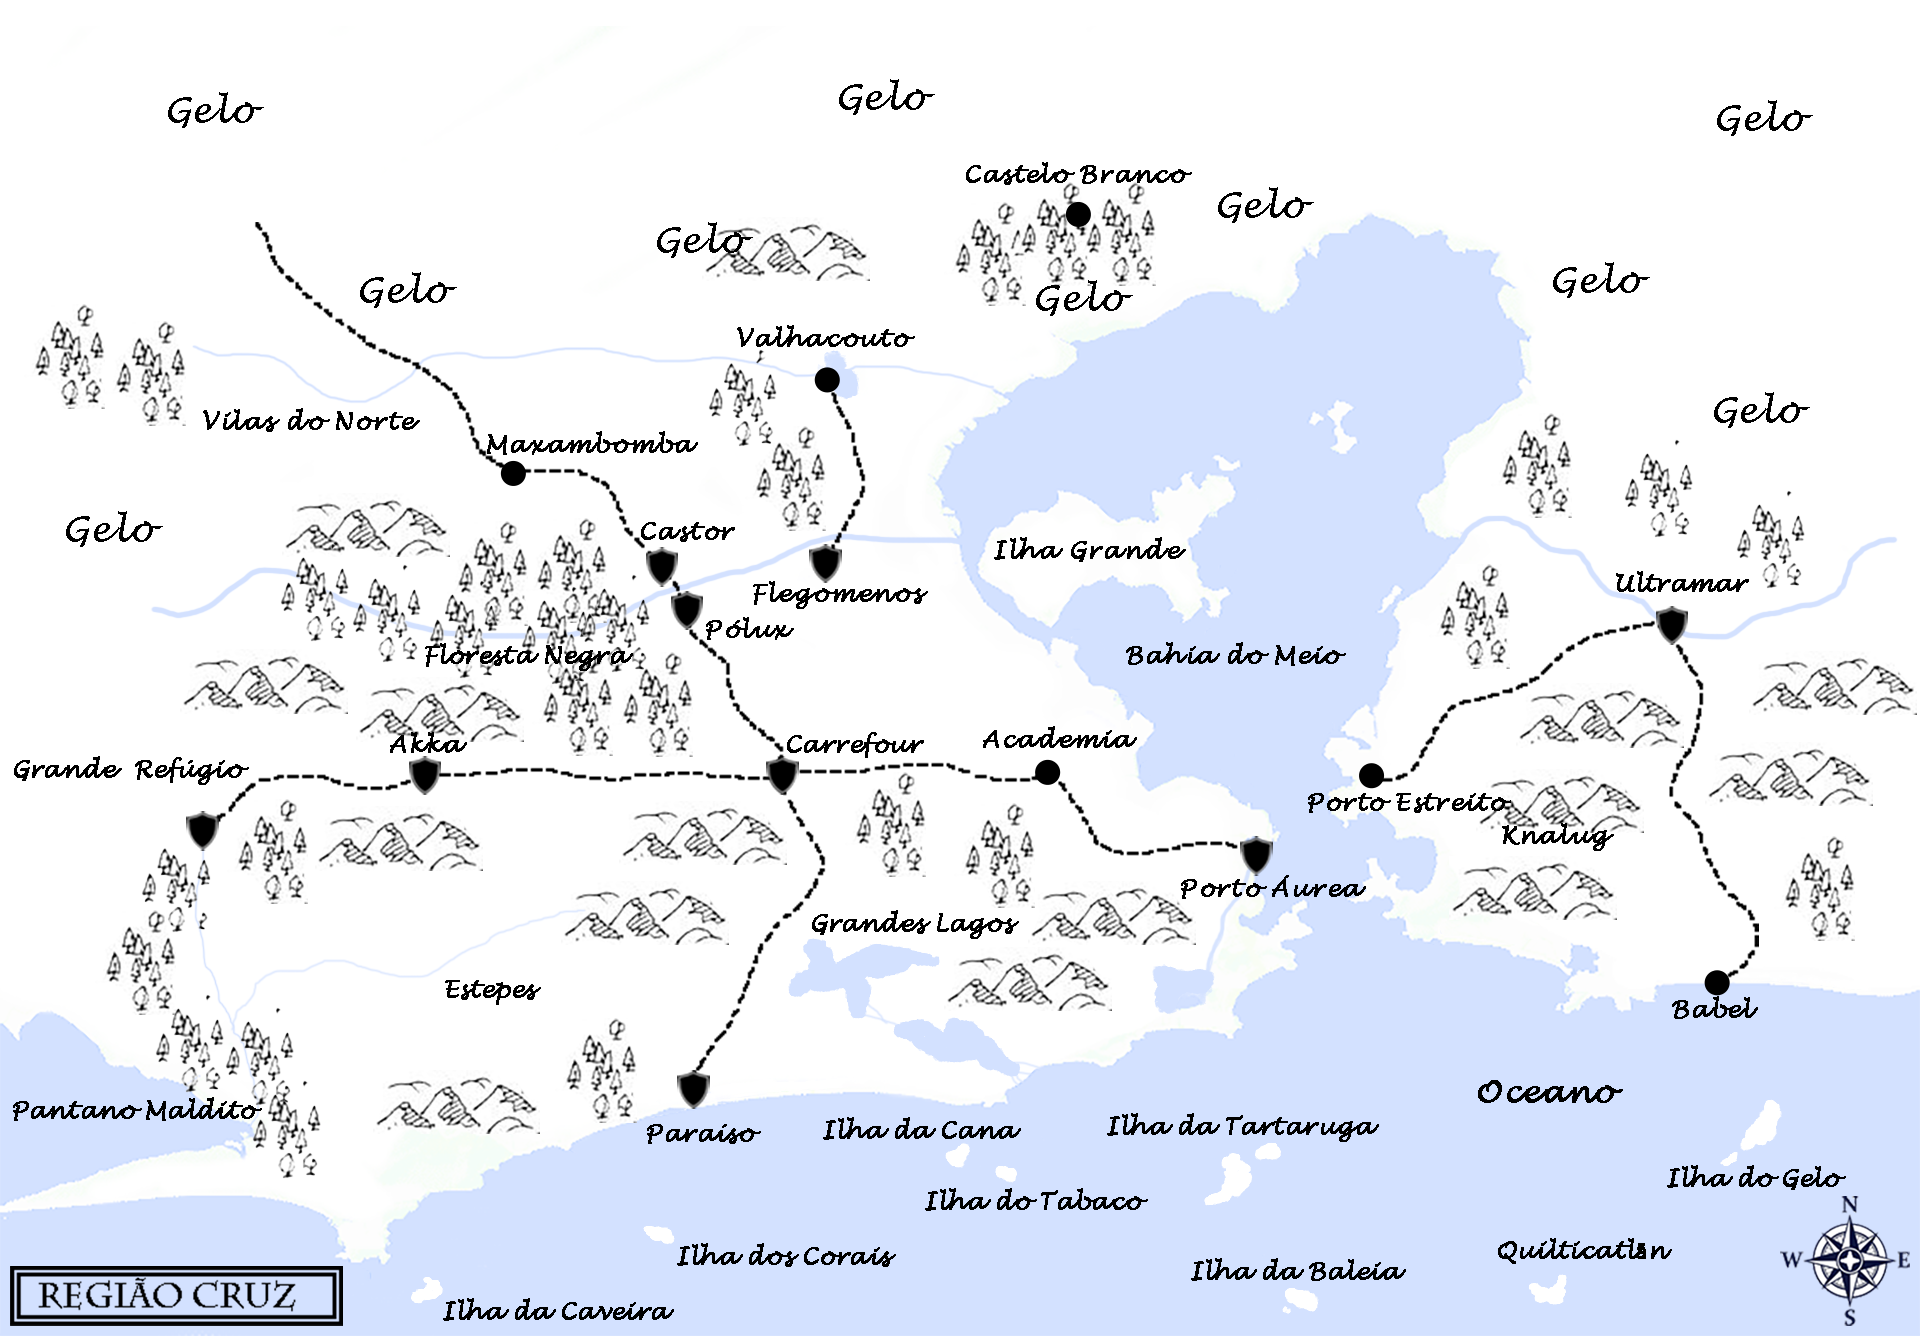 Gelo
Gelo
Gelo
Castelo Branco
Gelo
Gelo
Gelo
Gelo
Gelo
Gelo
Valhacouto
Vilas do Norte
Gelo
Maxambomba
Gelo
Castor
Ilha Grande
Flegomenos
Ultramar
Pólux
Floresta Negra
Bahia do Meio
Akka
Carrefour
Academia
Grande Refúgio
Porto Estreito
Knalug
Porto Áurea
Grandes Lagos
Estepes
Babel
Oceano
Pantano Maldito
Paraiso
Ilha da Cana
Ilha da Tartaruga
Ilha do Gelo
Ilha do Tabaco
N
W
E
S
Ilha dos Corais
Ilha da Baleia
REGIÃO CRUZ
Ilha da Caveira